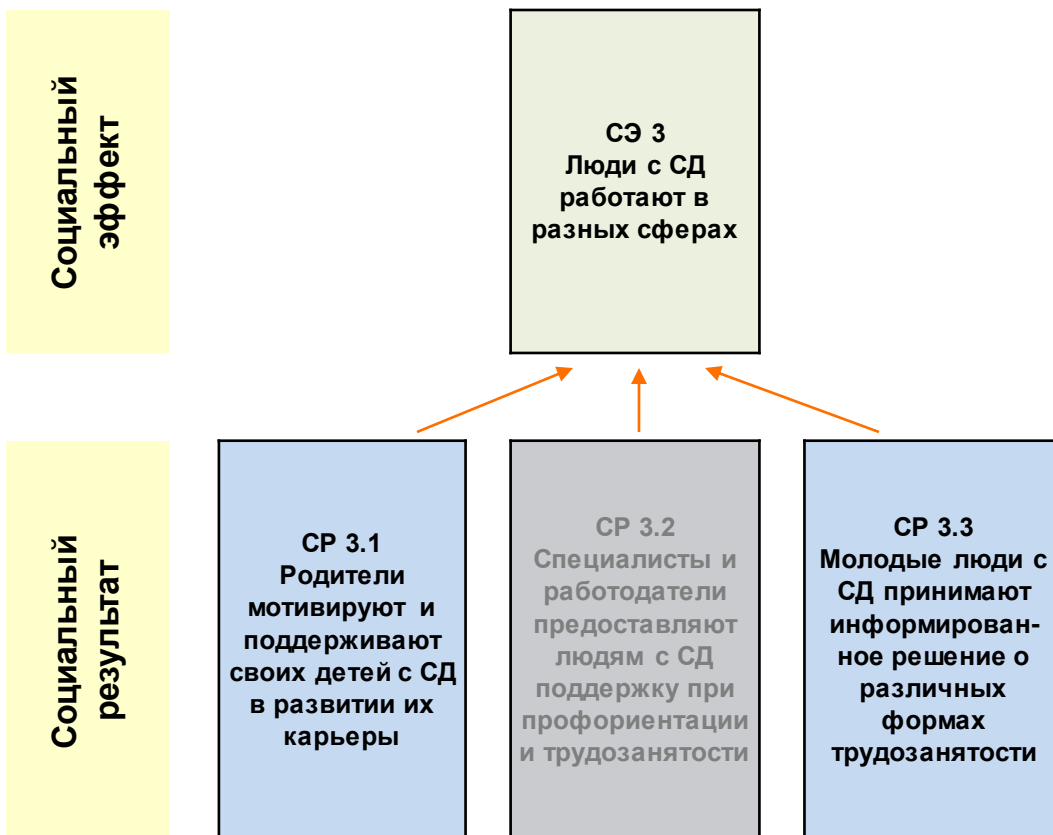 Социальный
эффект
СЭ 3
Люди с СД
работают в
разных сферах
Социальный
результат
СР 3.1
Родители
мотивируют и
поддерживают
своих детей с СД
в развитии их
карьеры
СР 3.2
Специалисты и
работодатели
предоставляют
людям с СД
поддержку при
профориентации
и трудозанятости
СР 3.3
Молодые люди с
СД принимают
информирован-
ное решение о
различных
формах
трудозанятости